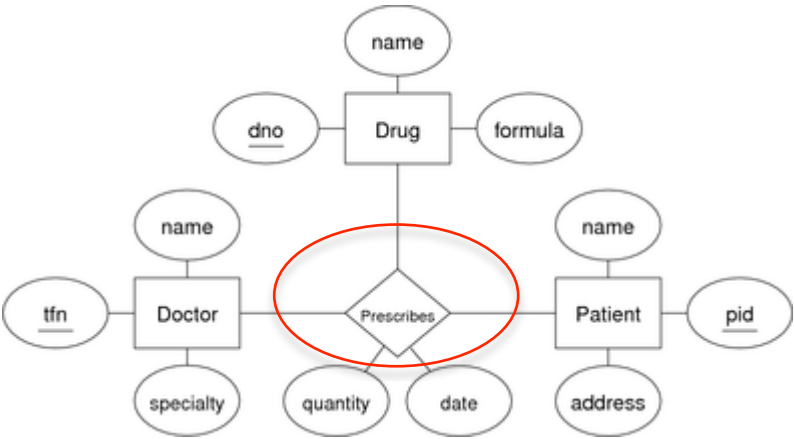 name
dno
Drug
formula
name
name
tfn
Doctor
Prescribes
Patient
pid
specialty
quantity
date
address